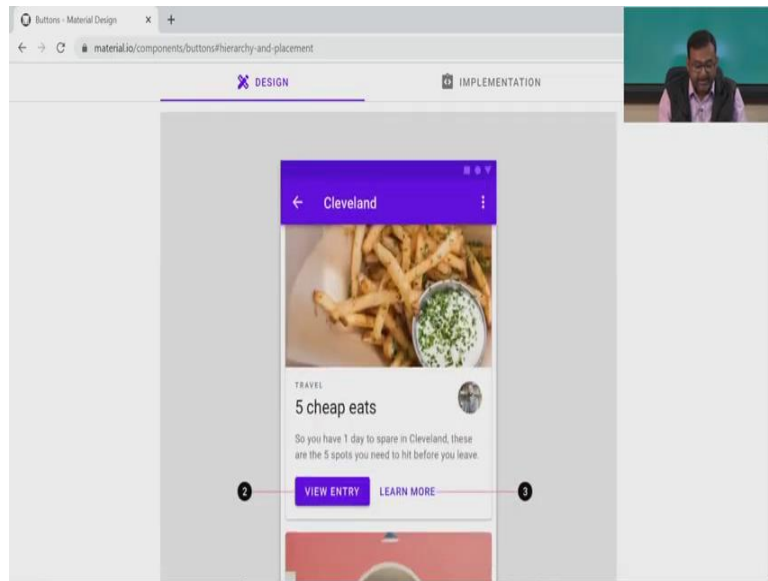 Buttons - Material Design
material.io/components/buttons#hierarchy-and-placement
DESIGN
IMPLEMENTATION
Cleveland
TRAVEL
5 cheap eats
So you have 1 day to spare in Cleveland, these
are the 5 spots you need to hit before you leave.
2 VIEW ENTRY LEARN MORE 3